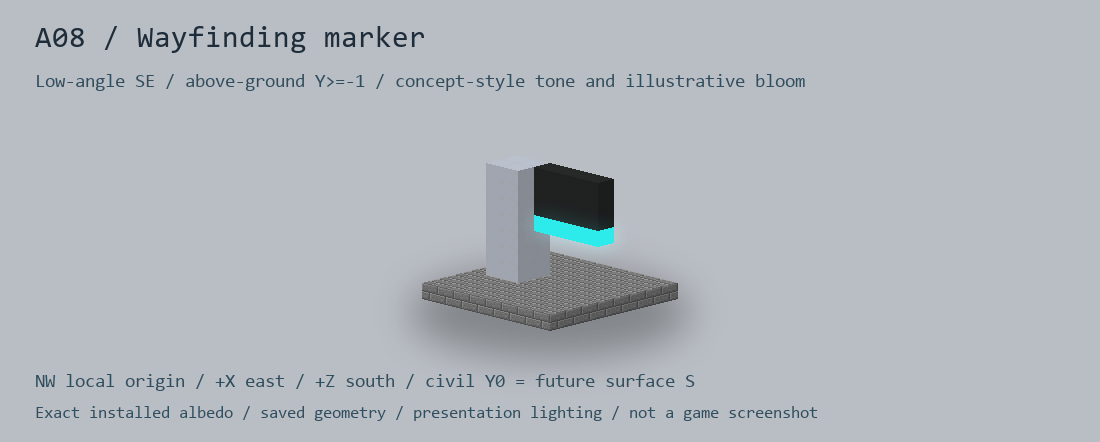 A08 / Wayfinding marker
Low-angle SE / above-ground Y>=-1 / concept-style tone and illustrative bloom
NW local origin / +X east / +Z south / civil Y0 = future surface S
Exact installed albedo / saved geometry / presentation lighting / not a game screenshot